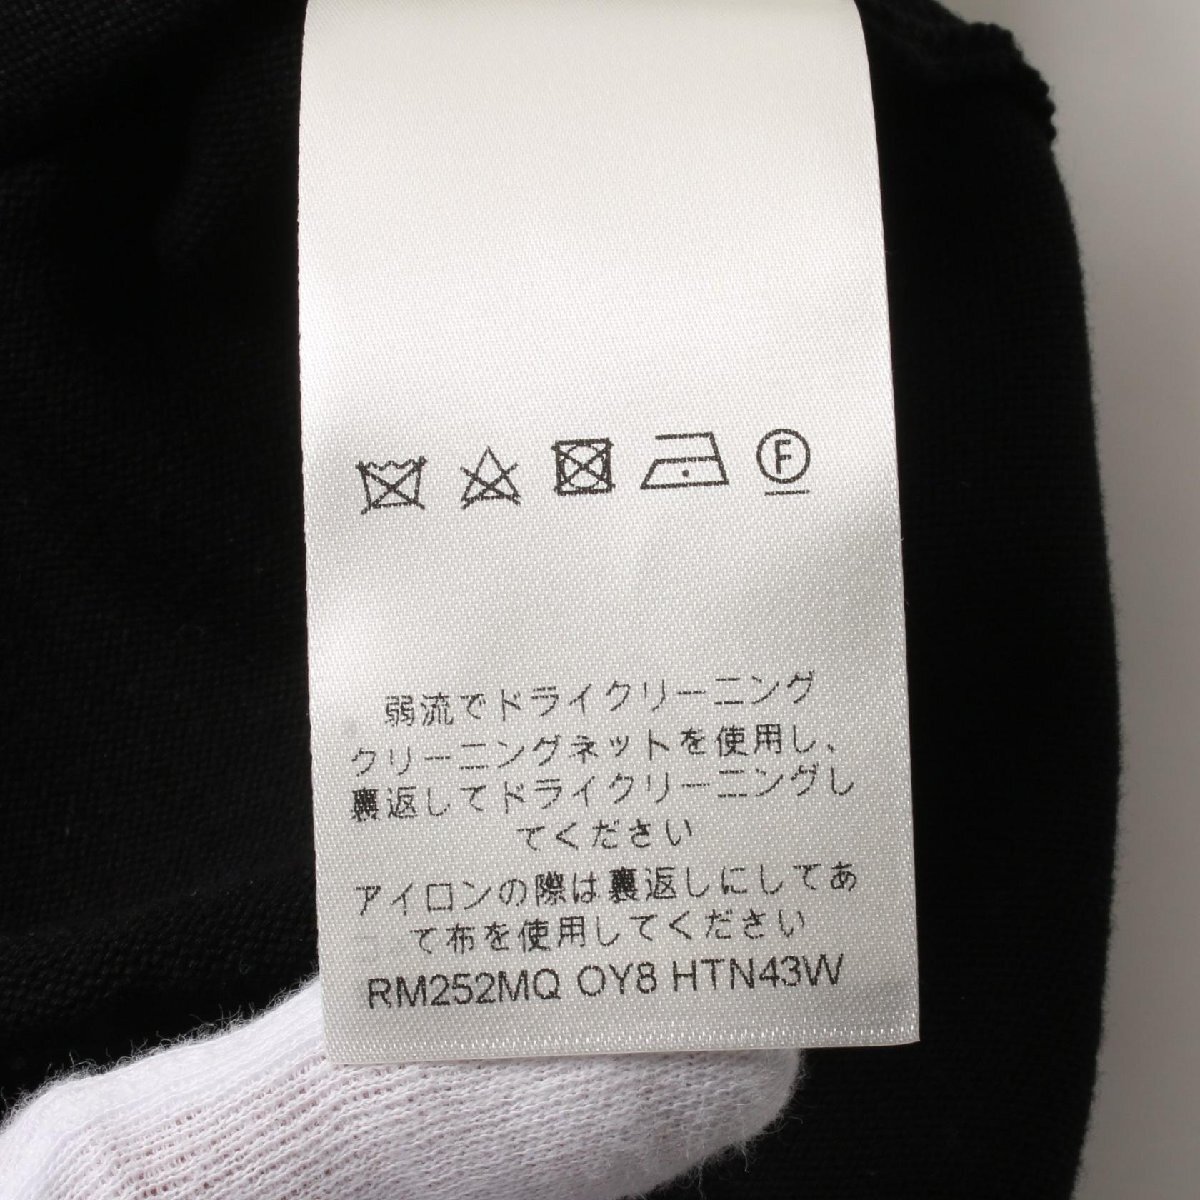 F
弱流でドライクリーニング
クリーニングネットを使用し、
裏返してドライクリーニングし
てください
アイロンの際は裏返しにしてあ
て布を使用してください
RM252MQ OY8 HTN43W